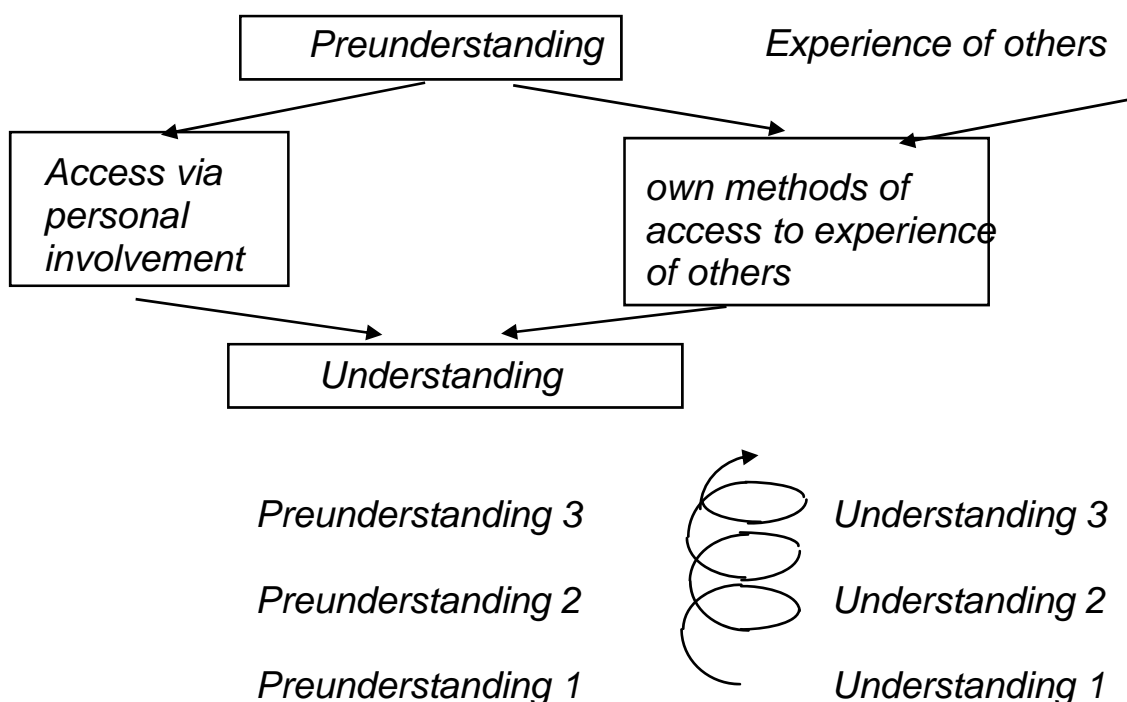 Preunderstanding
Experience of others
Access via
personal
involvement
own methods of
access to experience
of others
Understanding
Preunderstanding 3
Understanding 3
Preunderstanding 2
Understanding 2
Preunderstanding 1
Understanding 1